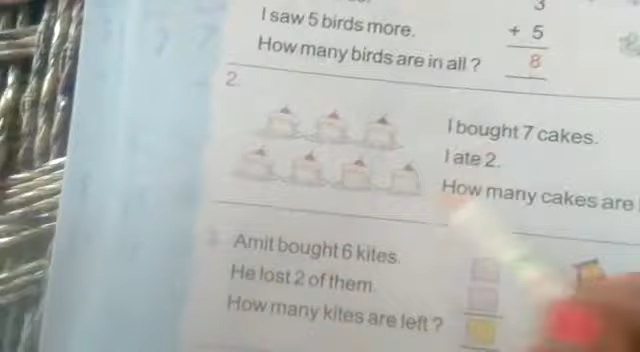 I saw 5 birds more.
How many birds are in all ?
3
+ 5
8
2.
I bought 7 cakes.
I ate 2.
How many cakes are
Amit bought 6 kites.
He lost 2 of them.
How many kites are left ?